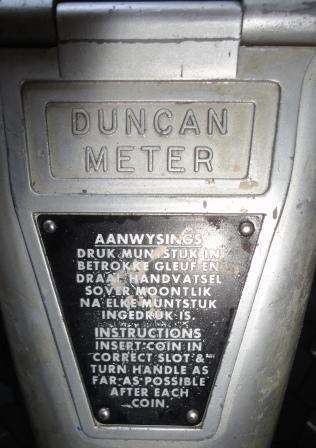 DUNCAN
METER
AANWYSINGS
DRUK MUNSTUK IN
BETROKKE GLEUF EN
DRAAI HANDVATSEL
SOVER MOONTLIK
NA ELKE MUNTSTUK
INGEDRUK IS.
INSTRUCTIONS
INSERT COIN IN
CORRECT SLOT &
TURN HANDLE AS
FAR AS POSSIBLE
AFTER EACH
COIN.